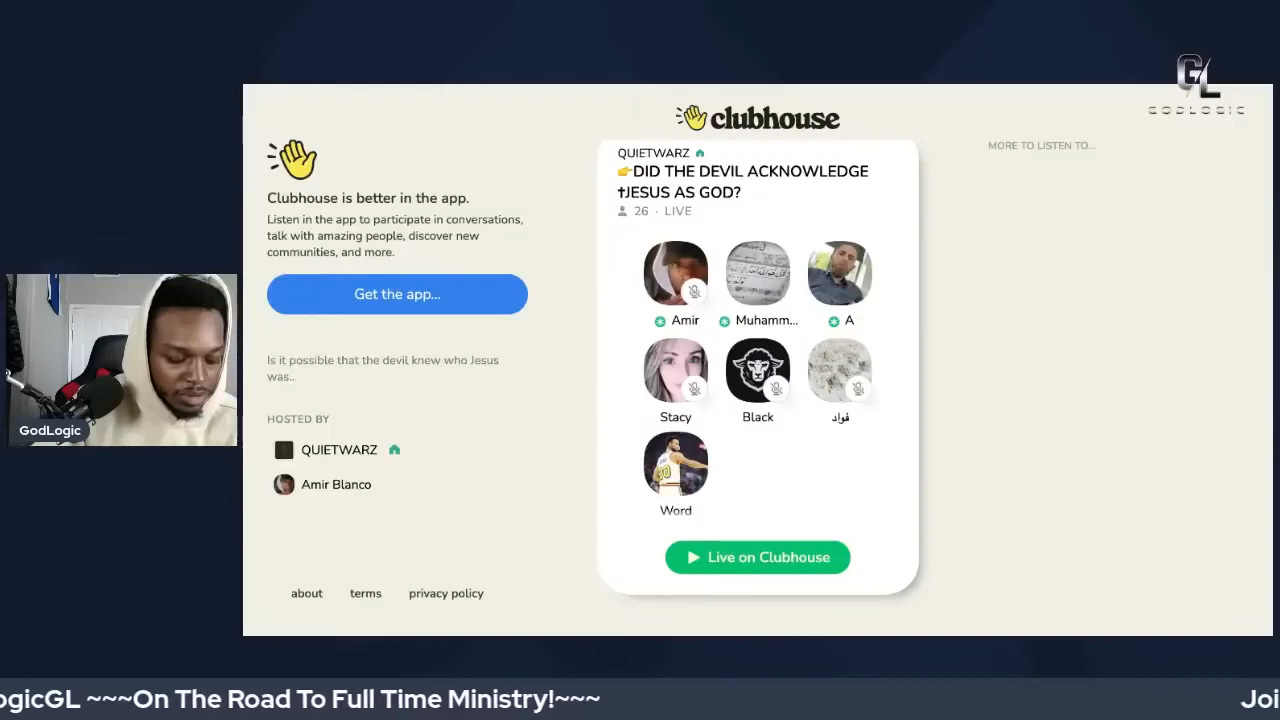 GL
GODLOGIC
clubhouse
Clubhouse is better in the app.
Listen in the app to participate in conversations,
talk with amazing people, discover new
communities, and more.
Get the app...
Is it possible that the devil knew who Jesus
was..
HOSTED BY
QUIETWARZ
Amir Blanco
about terms privacy policy
QUIETWARZ
👉DID THE DEVIL ACKNOWLEDGE
✝JESUS AS GOD?
26 · LIVE
Amir Muhamm... A
Stacy Black فواد
Word
Live on Clubhouse
MORE TO LISTEN TO...
GodLogic
ogicGL ~~~On The Road To Full Time Ministry!~~~ Joi